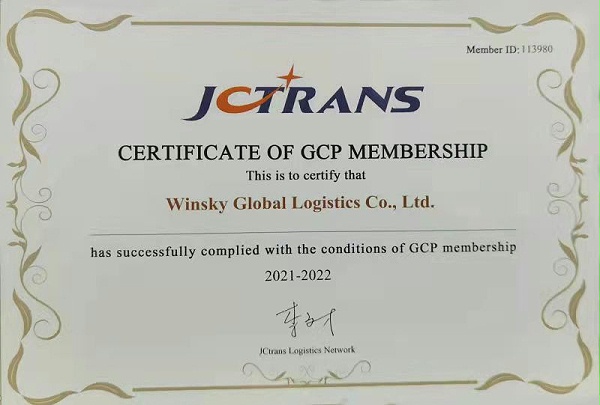 Member ID: 113980
JCTRANS
CERTIFICATE OF GCP MEMBERSHIP
This is to certify that
Winsky Global Logistics Co., Ltd.
has successfully complied with the conditions of GCP membership
2021-2022
JCtrans Logistics Network